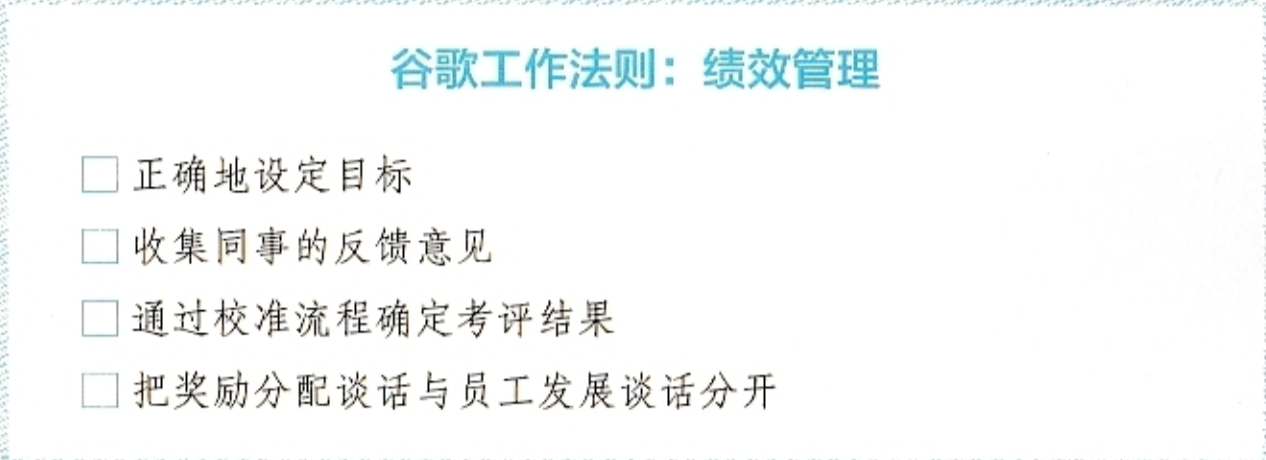 谷歌工作法则：绩效管理
正确地设定目标
收集同事的反馈意见
通过校准流程确定考评结果
把奖励分配谈话与员工发展谈话分开